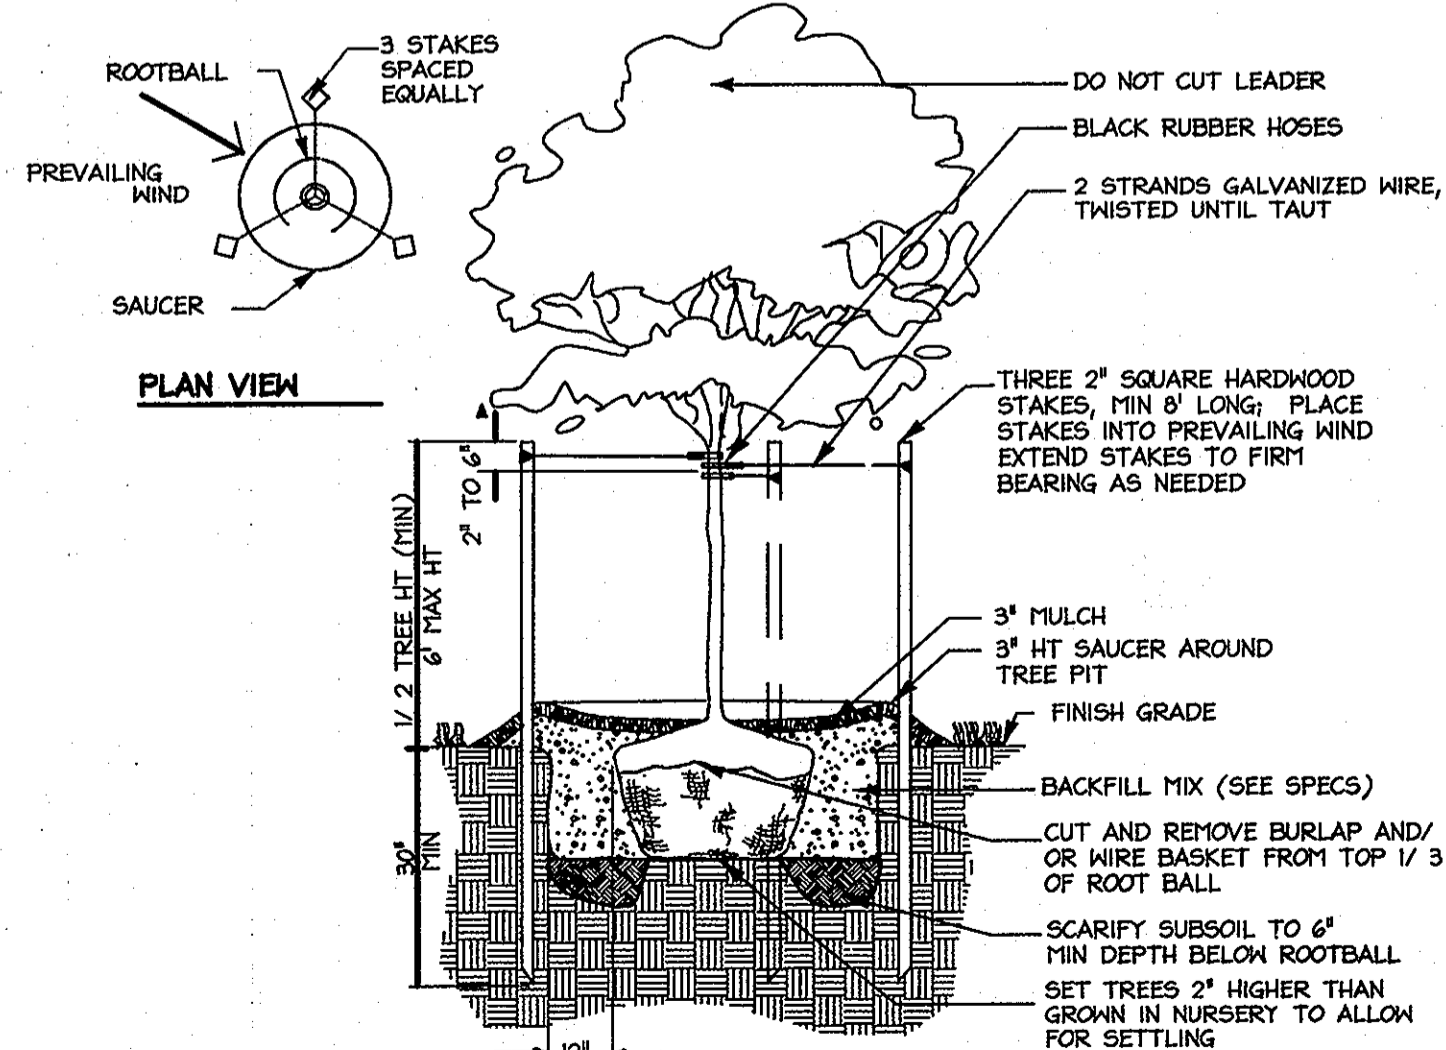 3 STAKES
SPACED
EQUALLY
ROOTBALL
PREVAILING
WIND
SAUCER
PLAN VIEW
DO NOT CUT LEADER
BLACK RUBBER HOSES
2 STRANDS GALVANIZED WIRE,
TWISTED UNTIL TAUT
THREE 2" SQUARE HARDWOOD
STAKES, MIN 8' LONG; PLACE
STAKES INTO PREVAILING WIND
EXTEND STAKES TO FIRM
BEARING AS NEEDED
2" TO 6"
1/ 2 TREE HT (MIN)
6' MAX HT
3" MULCH
3" HT SAUCER AROUND
TREE PIT
FINISH GRADE
30"
MIN
BACKFILL MIX (SEE SPECS)
CUT AND REMOVE BURLAP AND/
OR WIRE BASKET FROM TOP 1/ 3
OF ROOT BALL
SCARIFY SUBSOIL TO 6"
MIN DEPTH BELOW ROOTBALL
SET TREES 2" HIGHER THAN
GROWN IN NURSERY TO ALLOW
FOR SETTLING